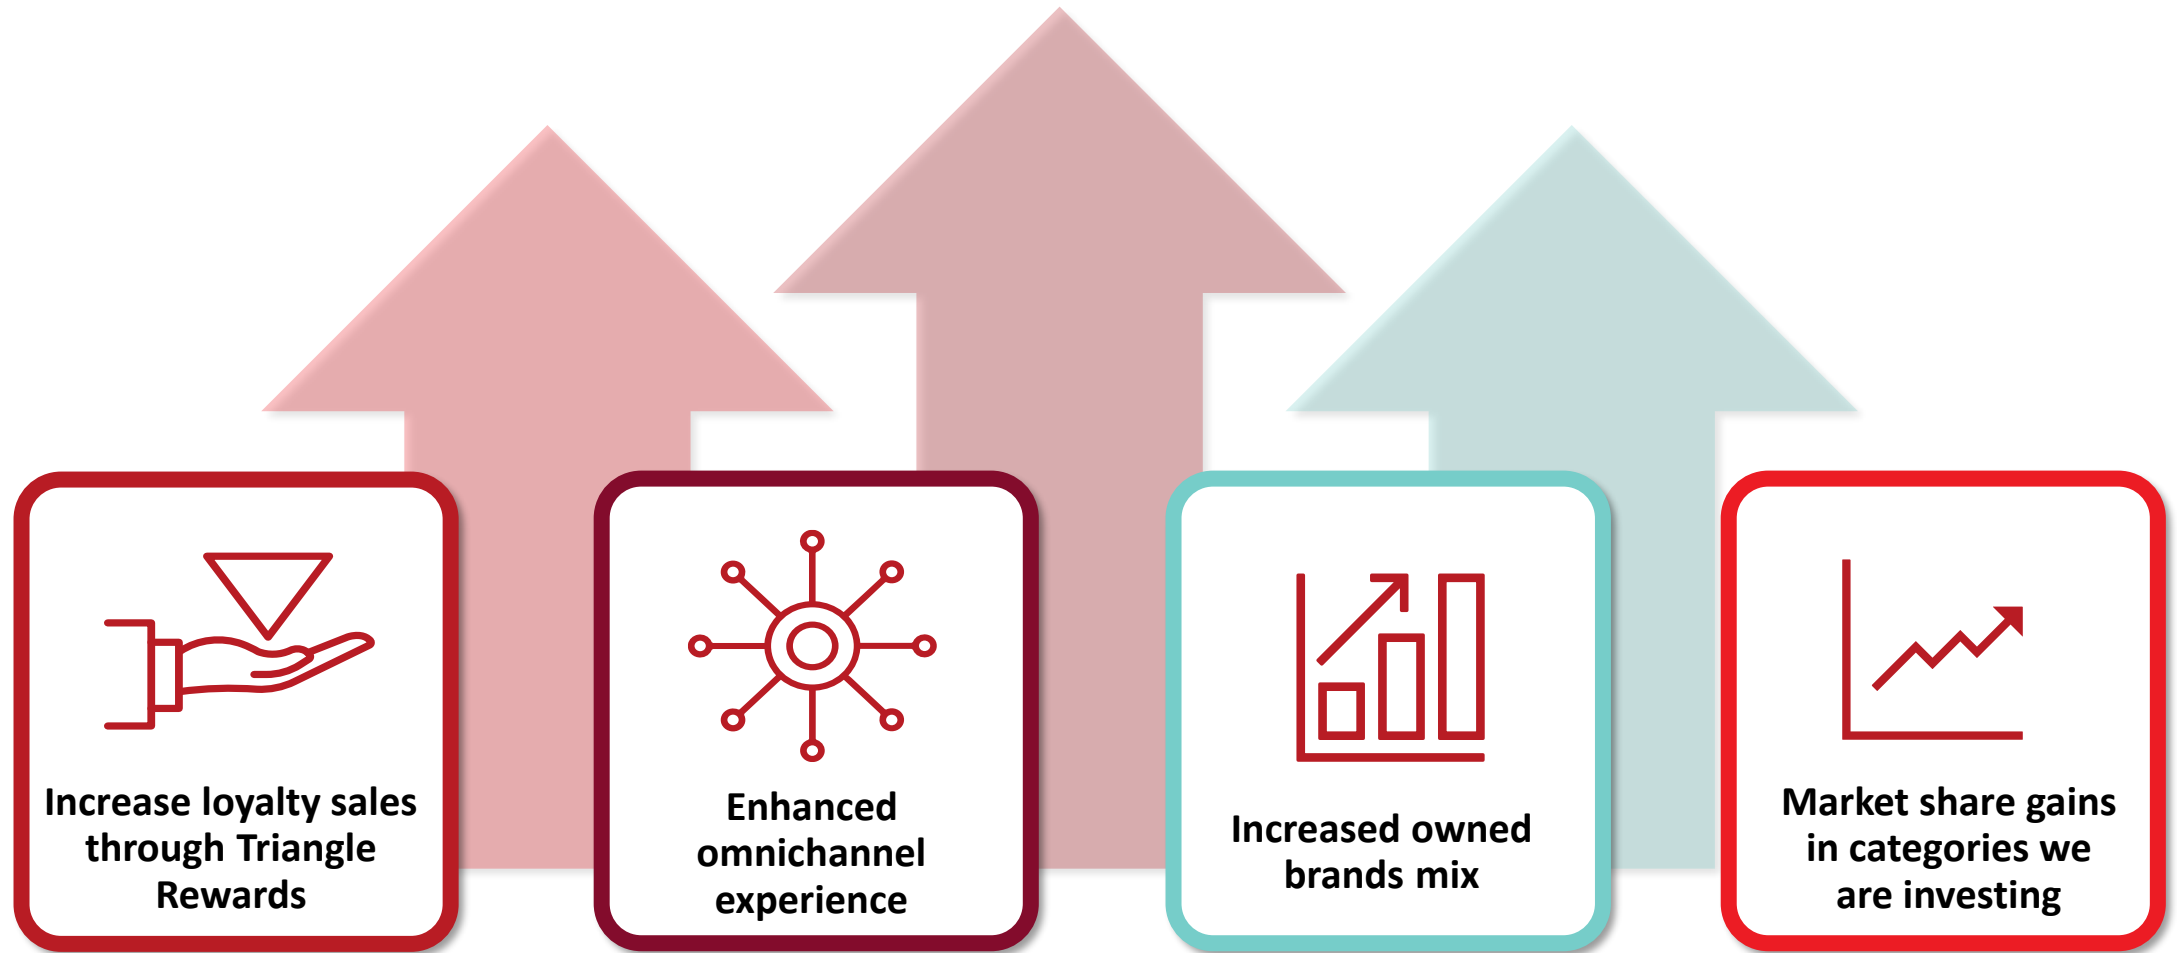 Increase loyalty sales
through Triangle
Rewards
Enhanced
omnichannel
experience
Increased owned
brands mix
Market share gains
in categories we
are investing